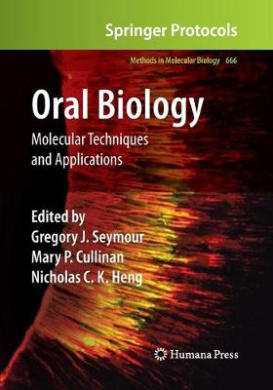 Springer Protocols
Methods in Molecular Biology 666
Oral Biology
Molecular Techniques
and Applications
Edited by
Gregory J. Seymour
Mary P. Cullinan
Nicholas C. K. Heng
Humana Press